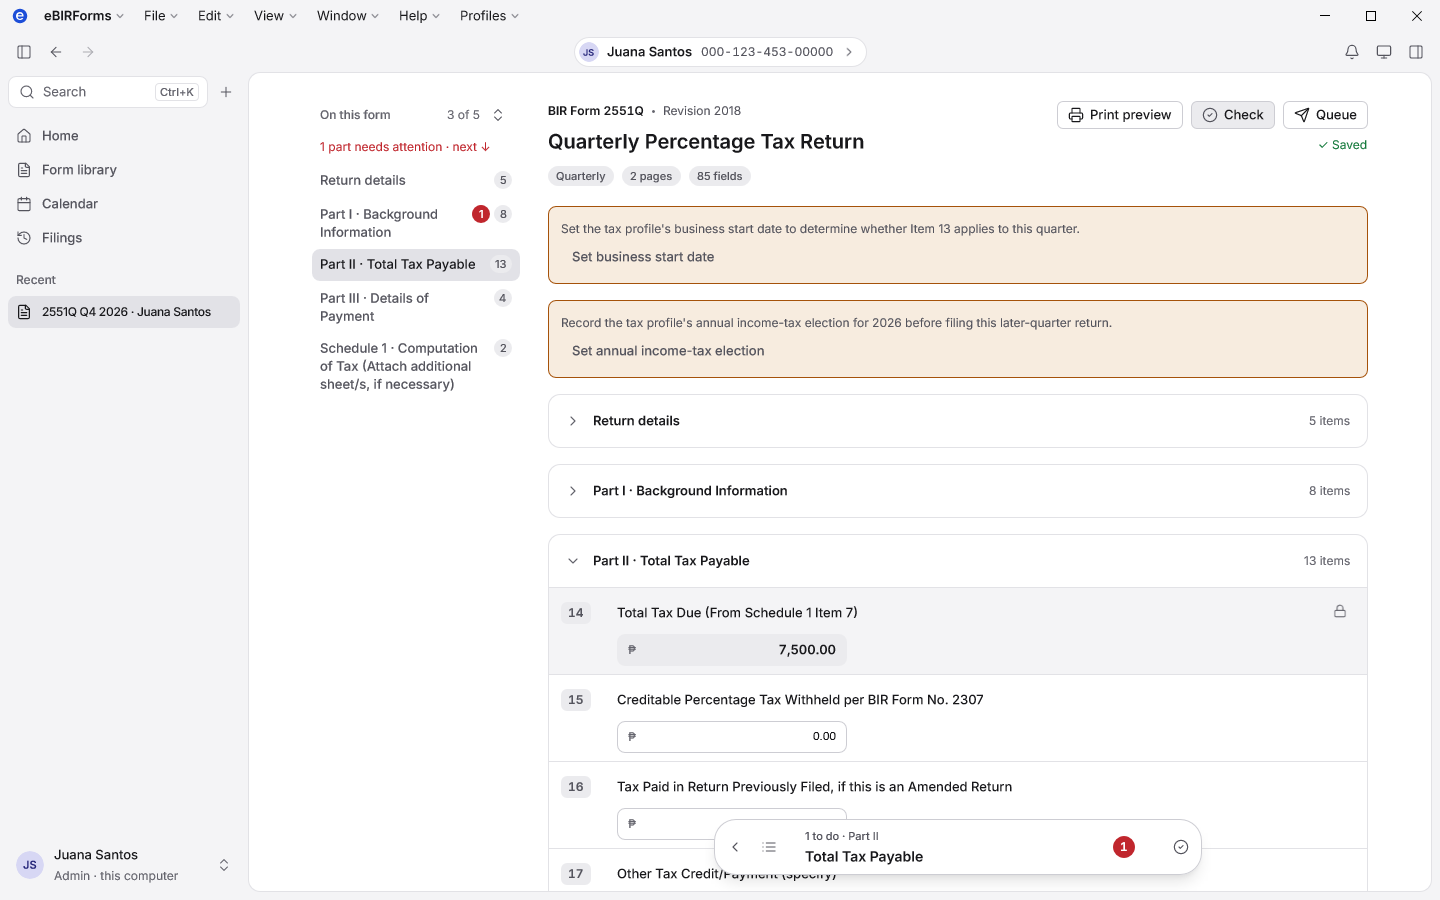 eBIRForms File Edit View Window Help Profiles
JS Juana Santos 000-123-453-00000
Search Ctrl+K
Home
Form library
Calendar
Filings
Recent
2551Q Q4 2026 · Juana Santos
JS Juana Santos
Admin · this computer
On this form 3 of 5
1 part needs attention · next ↓
Return details 5
Part I · Background 1 8
Information
Part II · Total Tax Payable 13
Part III · Details of 4
Payment
Schedule 1 · Computation 2
of Tax (Attach additional
sheet/s, if necessary)
BIR Form 2551Q • Revision 2018
Quarterly Percentage Tax Return
Quarterly 2 pages 85 fields
Print preview Check Queue
✓ Saved
Set the tax profile's business start date to determine whether Item 13 applies to this quarter.
Set business start date
Record the tax profile's annual income-tax election for 2026 before filing this later-quarter return.
Set annual income-tax election
Return details 5 items
Part I · Background Information 8 items
Part II · Total Tax Payable 13 items
14 Total Tax Due (From Schedule 1 Item 7)
₱ 7,500.00
15 Creditable Percentage Tax Withheld per BIR Form No. 2307
₱ 0.00
16 Tax Paid in Return Previously Filed, if this is an Amended Return
₱
17 Other Tax Credit/Payment (specify)
1 to do · Part II
Total Tax Payable 1